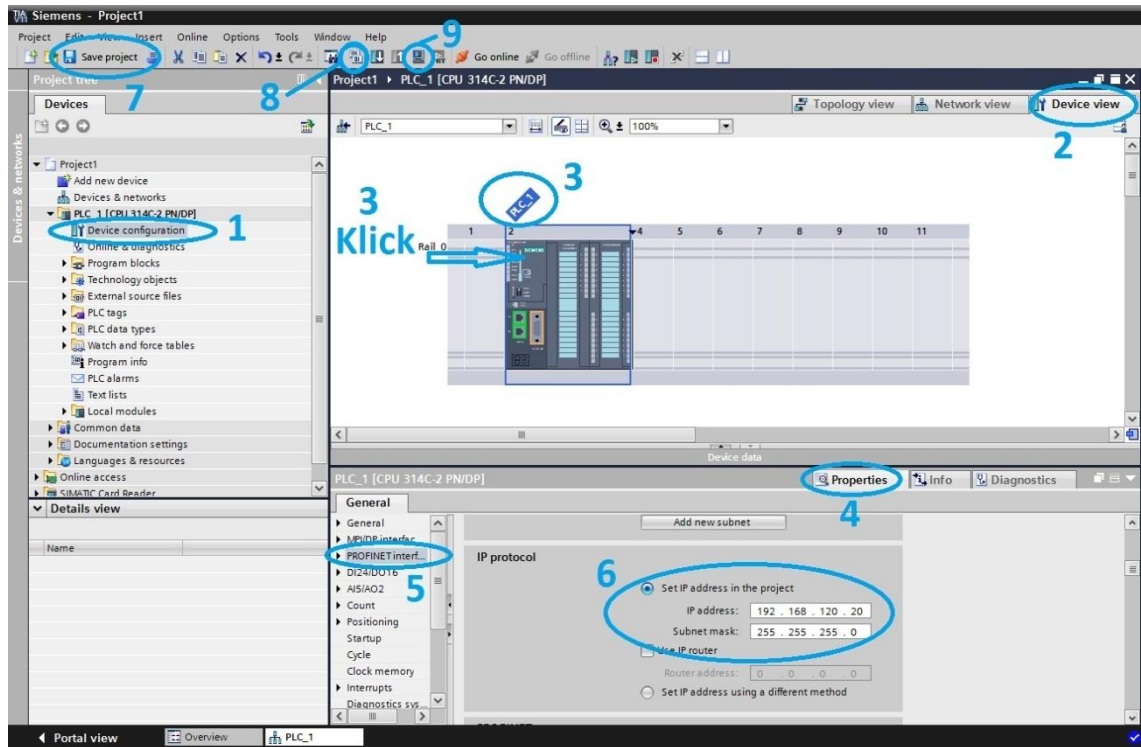 Siemens - Project1
Project Edit View Insert Online Options Tools Window Help
9
Save project Go online Go offline
7
8
Project tree
Project1 PLC_1 [CPU 314C-2 PN/DP]
Devices
Topology view Network view Device view
2
PLC_1 100%
Devices & networks
Project1
Add new device
Devices & networks
PLC_1 [CPU 314C-2 PN/DP]
Device configuration
1
Online & diagnostics
Program blocks
Technology objects
External source files
PLC tags
PLC data types
Watch and force tables
Program info
PLC alarms
Text lists
Local modules
Common data
Documentation settings
Languages & resources
Online access
SIMATIC Card Reader
3
3
Klick
PLC_1
Rail_0
1 2 4 5 6 7 8 9 10 11
SIEMENS
Device data
PLC_1 [CPU 314C-2 PN/DP]
Properties Info Diagnostics
4
Details view
Name
General
General
MPI/DP interfac...
PROFINET interf...
5
DI24/DO16
AI5/AO2
Count
Positioning
Startup
Cycle
Clock memory
Interrupts
Diagnostics sys...
Add new subnet
IP protocol
6
Set IP address in the project
IP address: 192 . 168 . 120 . 20
Subnet mask: 255 . 255 . 255 . 0
Use IP router
Router address: 0 . 0 . 0 . 0
Set IP address using a different method
Portal view Overview PLC_1